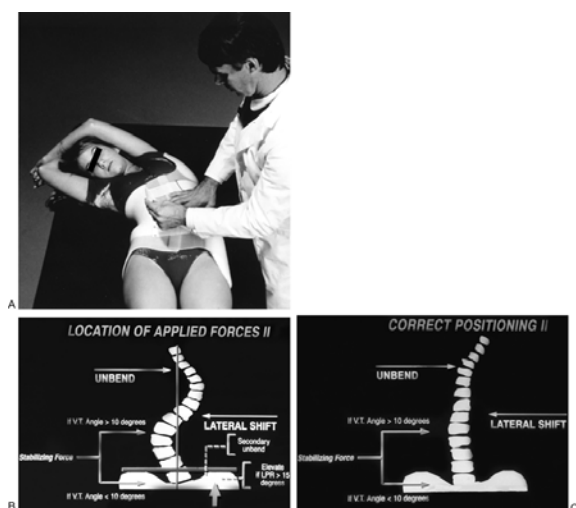 A
LOCATION OF APPLIED FORCES II
UNBEND
If V.T. Angle > 10 degrees
LATERAL SHIFT
Secondary
unbend
Stabilizing Force
Elevate
if LPR > 15
degrees
If V.T. Angle < 10 degrees
B
CORRECT POSITIONING II
UNBEND
If V.T. Angle > 10 degrees
LATERAL SHIFT
Stabilizing Force
If V.T. Angle < 10 degrees
C